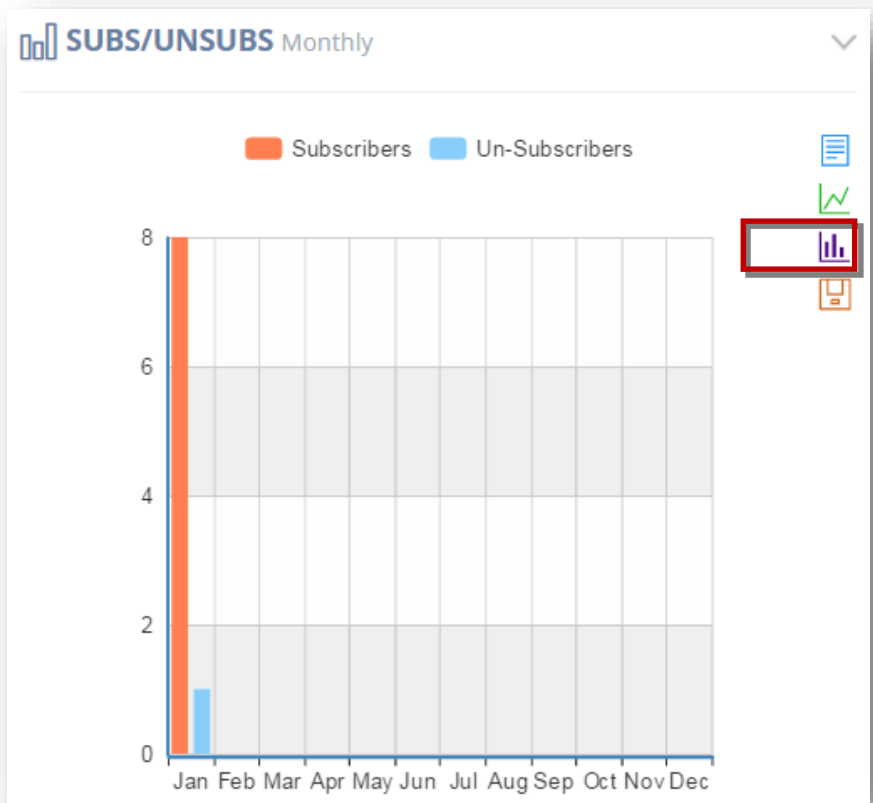 SUBS/UNSUBS Monthly
Subscribers Un-Subscribers
8
6
4
2
0
Jan Feb Mar Apr May Jun Jul Aug Sep Oct Nov Dec